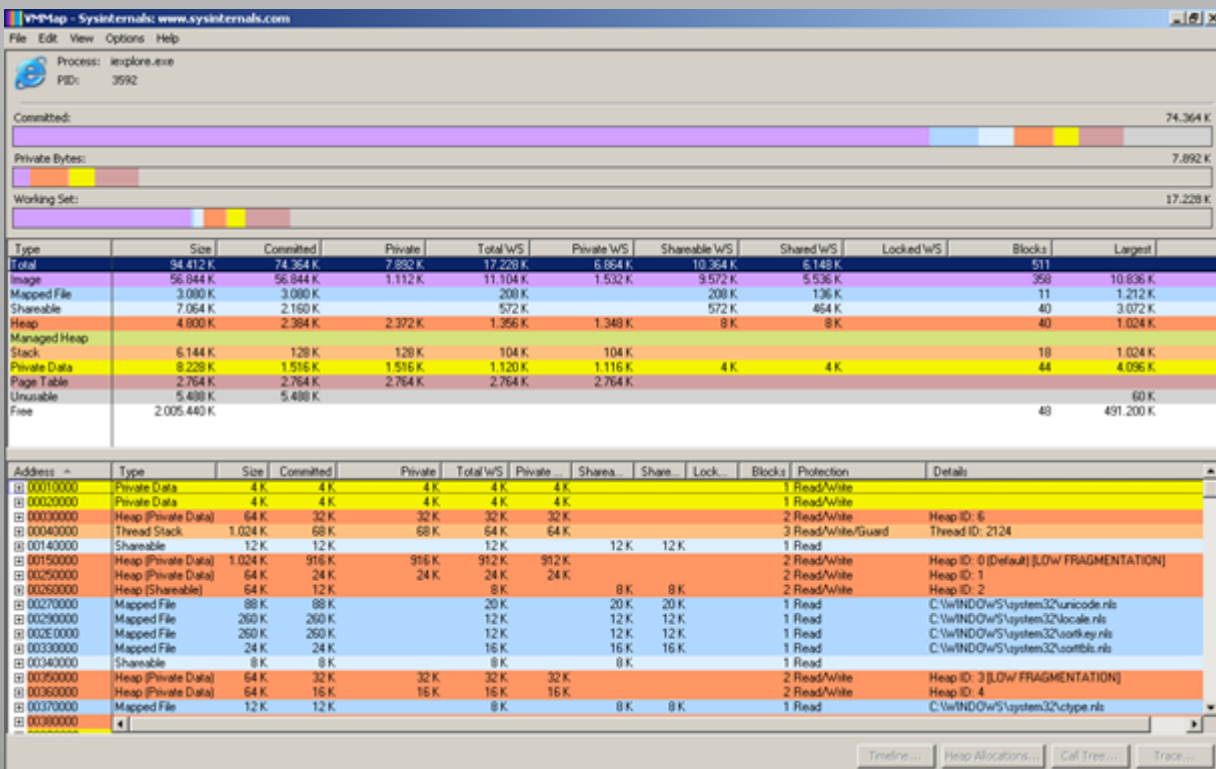 VMMap - Sysinternals: www.sysinternals.com
File Edit View Options Help
Process: iexplore.exe
PID: 3592
Committed: 74.364 K
Private Bytes: 7.892 K
Working Set: 17.228 K
Type Size Committed Private Total WS Private WS Shareable WS Shared WS Locked WS Blocks Largest
Total 94.412 K 74.364 K 7.892 K 17.228 K 6.864 K 10.364 K 6.148 K 511
Image 56.844 K 56.844 K 1.112 K 11.104 K 1.532 K 9.572 K 5.536 K 358 10.836 K
Mapped File 3.080 K 3.080 K 208 K 208 K 136 K 11 1.212 K
Shareable 7.064 K 2.160 K 572 K 572 K 464 K 40 3.072 K
Heap 4.800 K 2.384 K 2.372 K 1.356 K 1.348 K 8 K 8 K 40 1.024 K
Managed Heap
Stack 6.144 K 128 K 128 K 104 K 104 K 18 1.024 K
Private Data 8.228 K 1.516 K 1.516 K 1.120 K 1.116 K 4 K 4 K 44 4.096 K
Page Table 2.764 K 2.764 K 2.764 K 2.764 K 2.764 K
Unusable 5.488 K 5.488 K 60 K
Free 2.005.440 K 48 491.200 K
Address Type Size Committed Private Total WS Private ... Sharea... Share... Lock... Blocks Protection Details
00010000 Private Data 4 K 4 K 4 K 4 K 4 K 1 Read/Write
00020000 Private Data 4 K 4 K 4 K 4 K 4 K 1 Read/Write
00030000 Heap (Private Data) 64 K 32 K 32 K 32 K 32 K 2 Read/Write Heap ID: 6
00040000 Thread Stack 1.024 K 68 K 68 K 64 K 64 K 3 Read/Write/Guard Thread ID: 2124
00140000 Shareable 12 K 12 K 12 K 12 K 12 K 1 Read
00150000 Heap (Private Data) 1.024 K 916 K 916 K 912 K 912 K 2 Read/Write Heap ID: 0 (Default) [LOW FRAGMENTATION]
00250000 Heap (Private Data) 64 K 24 K 24 K 24 K 24 K 2 Read/Write Heap ID: 1
00260000 Heap (Shareable) 64 K 12 K 8 K 8 K 8 K 2 Read/Write Heap ID: 2
00270000 Mapped File 88 K 88 K 20 K 20 K 20 K 1 Read C:\WINDOWS\system32\unicode.nls
00290000 Mapped File 260 K 260 K 12 K 12 K 12 K 1 Read C:\WINDOWS\system32\locale.nls
002E0000 Mapped File 260 K 260 K 12 K 12 K 12 K 1 Read C:\WINDOWS\system32\sortkey.nls
00330000 Mapped File 24 K 24 K 16 K 16 K 16 K 1 Read C:\WINDOWS\system32\sorttbls.nls
00340000 Shareable 8 K 8 K 8 K 8 K 1 Read
00350000 Heap (Private Data) 64 K 32 K 32 K 32 K 32 K 2 Read/Write Heap ID: 3 [LOW FRAGMENTATION]
00360000 Heap (Private Data) 64 K 16 K 16 K 16 K 16 K 2 Read/Write Heap ID: 4
00370000 Mapped File 12 K 12 K 8 K 8 K 8 K 1 Read C:\WINDOWS\system32\ctype.nls
00380000
Timeline... Heap Allocations... Call Tree... Trace...